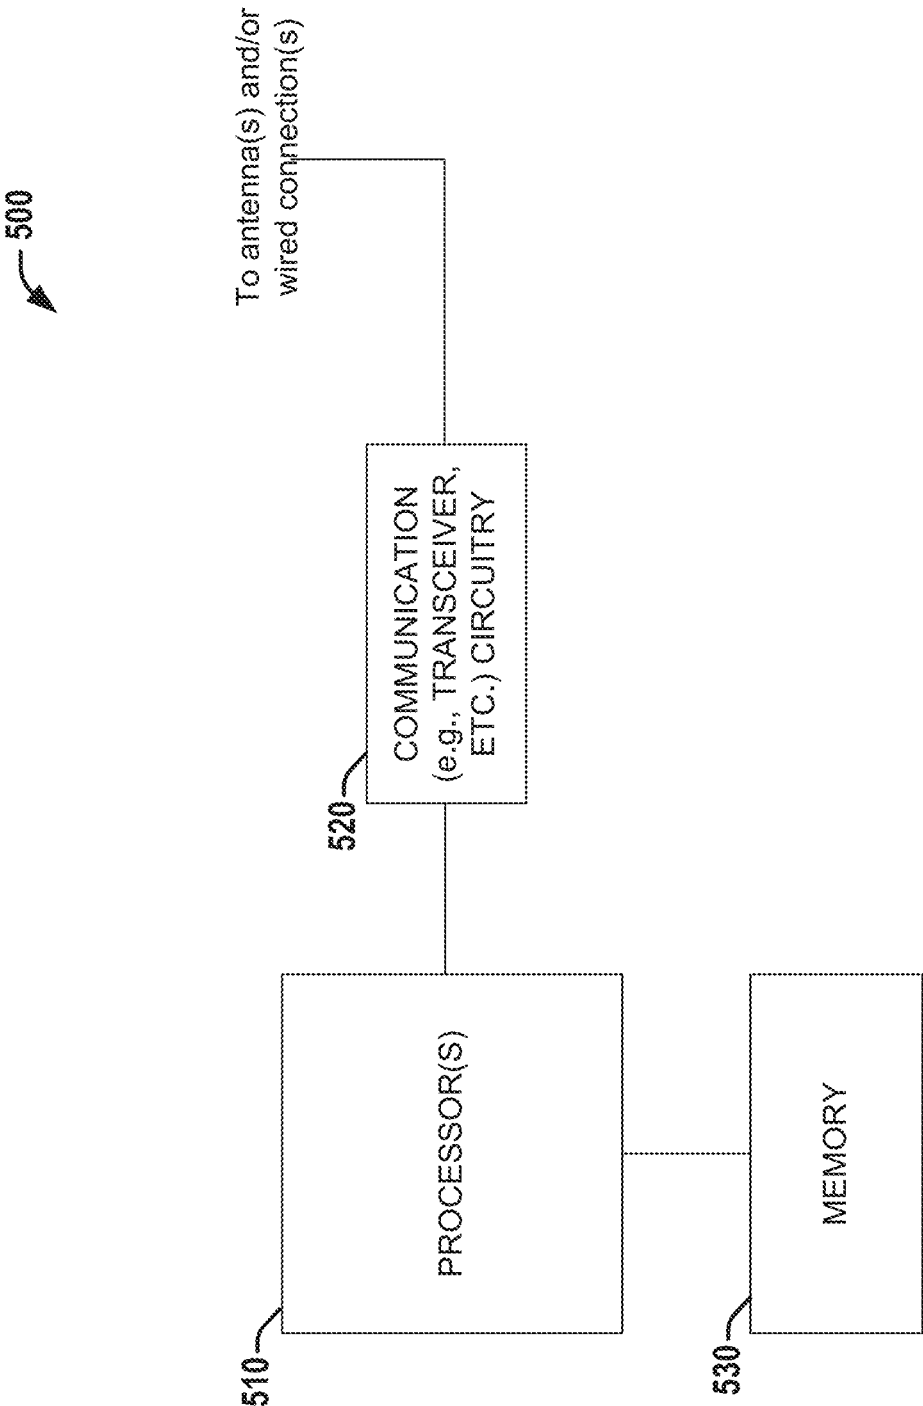 500
To antenna(s) and/or
wired connection(s)
520
COMMUNICATION
(e.g., TRANSCEIVER,
ETC.) CIRCUITRY
510
PROCESSOR(S)
530
MEMORY